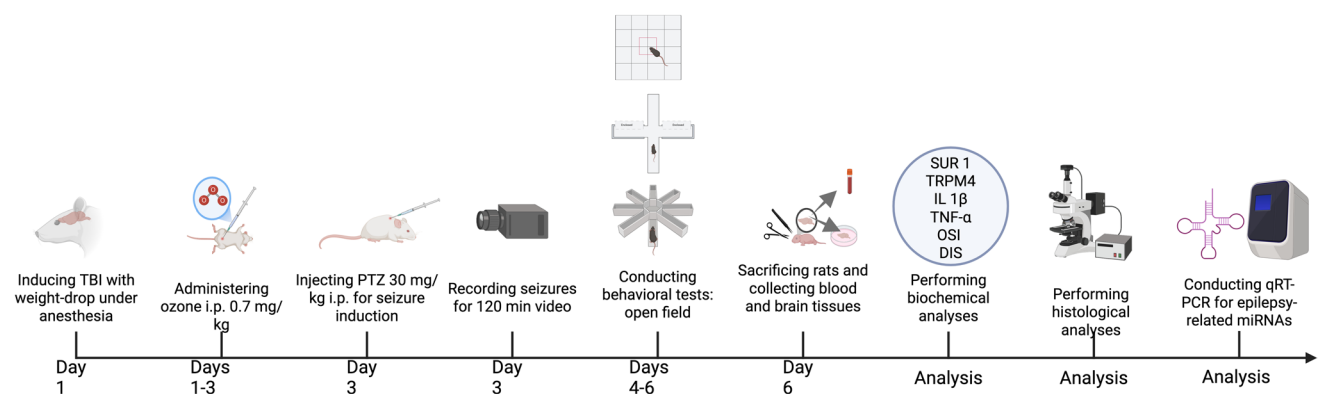 Inducing TBI with
weight-drop under
anesthesia
Administering
ozone i.p. 0.7 mg/
kg
Injecting PTZ 30 mg/
kg i.p. for seizure
induction
Recording seizures
for 120 min video
Conducting
behavioral tests:
open field
Sacrificing rats and
collecting blood
and brain tissues
SUR 1
TRPM4
IL 1β
TNF-α
OSI
DIS
Performing
biochemical
analyses
Performing
histological
analyses
Conducting qRT-
PCR for epilepsy-
related miRNAs
Day
1
Days
1-3
Day
3
Day
3
Days
4-6
Day
6
Analysis
Analysis
Analysis